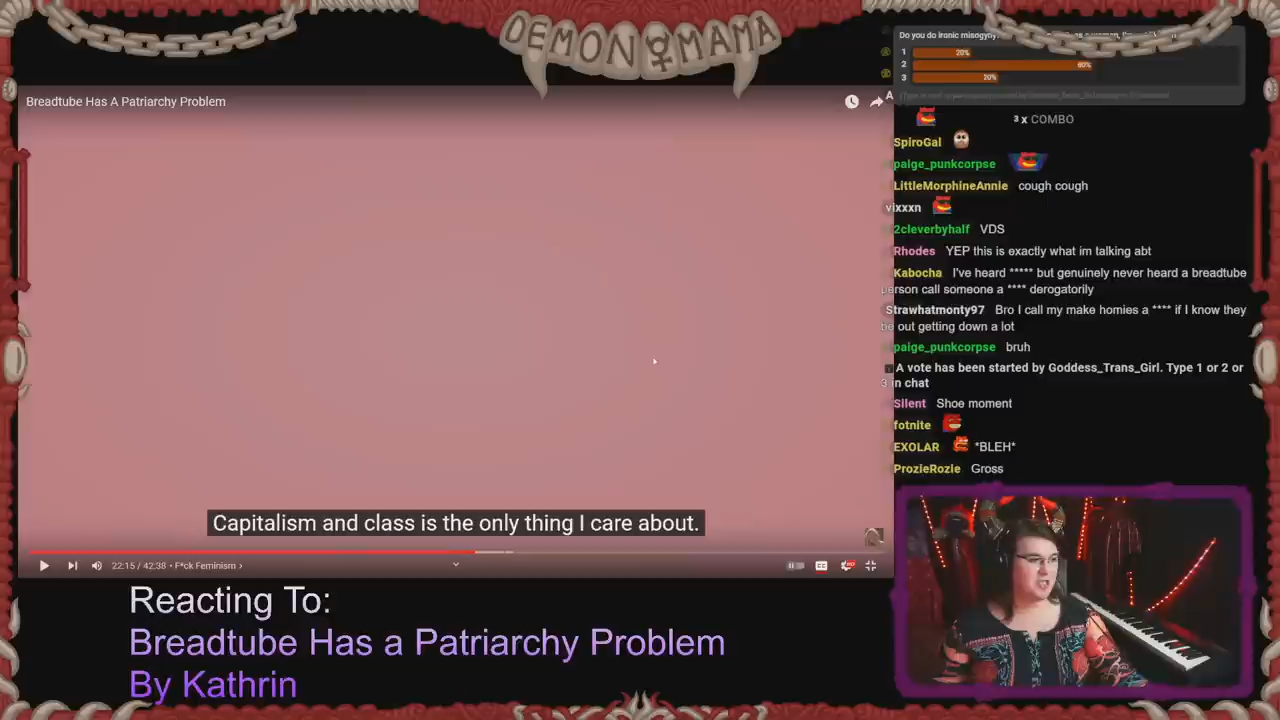 DEMON MAMA
Breadtube Has A Patriarchy Problem
Do you do ironic misogyny
1 20%
2 60%
3 20%
3 x COMBO
SpiroGal
paige_punkcorpse
LittleMorphineAnnie cough cough
vixxxn
2cleverbyhalf VDS
Rhodes YEP this is exactly what im talking abt
Kabocha I've heard ***** but genuinely never heard a breadtube
person call someone a **** derogatorily
Strawhatmonty97 Bro I call my make homies a **** if I know they
be out getting down a lot
paige_punkcorpse bruh
A vote has been started by Goddess_Trans_Girl. Type 1 or 2 or
3 in chat
Silent Shoe moment
fotnite
EXOLAR *BLEH*
ProzieRozie Gross
Capitalism and class is the only thing I care about.
22:15 / 42:38 • F*ck Feminism ›
Reacting To:
Breadtube Has a Patriarchy Problem
By Kathrin